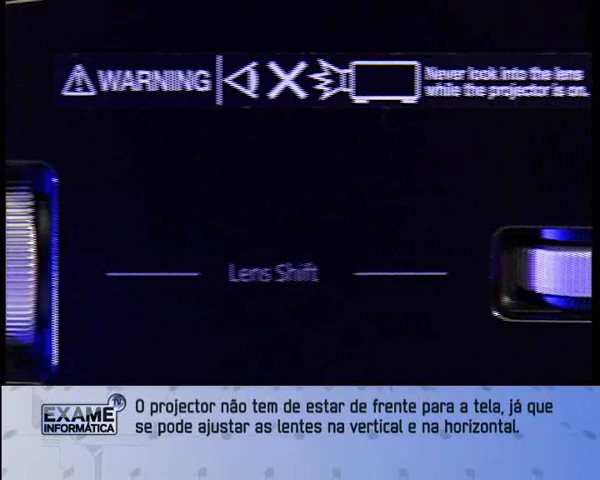 WARNING
Never look into the lens
while the projector is on.
Lens Shift
TV
EXAME
INFORMÁTICA
O projector não tem de estar de frente para a tela, já que
se pode ajustar as lentes na vertical e na horizontal.